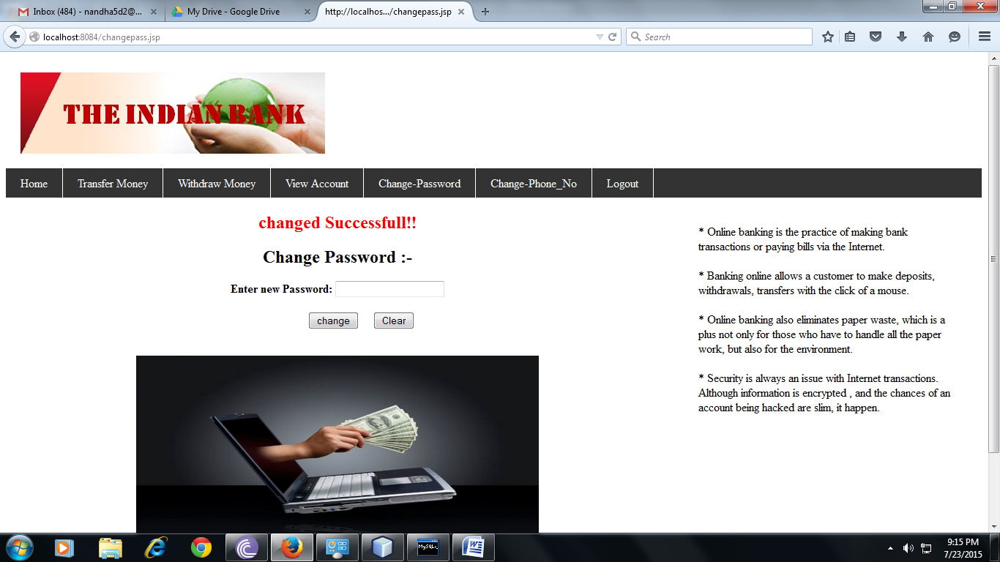 Inbox (484) - nandha5d2@...
My Drive - Google Drive
http://localhos.../changepass.jsp
localhost:8084/changepass.jsp
Search
THE INDIAN BANK
Home
Transfer Money
Withdraw Money
View Account
Change-Password
Change-Phone_No
Logout
changed Successfull!!
Change Password :-
Enter new Password:
change
Clear
* Online banking is the practice of making bank
transactions or paying bills via the Internet.
* Banking online allows a customer to make deposits,
withdrawals, transfers with the click of a mouse.
* Online banking also eliminates paper waste, which is a
plus not only for those who have to handle all the paper
work, but also for the environment.
* Security is always an issue with Internet transactions.
Although information is encrypted , and the chances of an
account being hacked are slim, it happen.
9:15 PM
7/23/2015